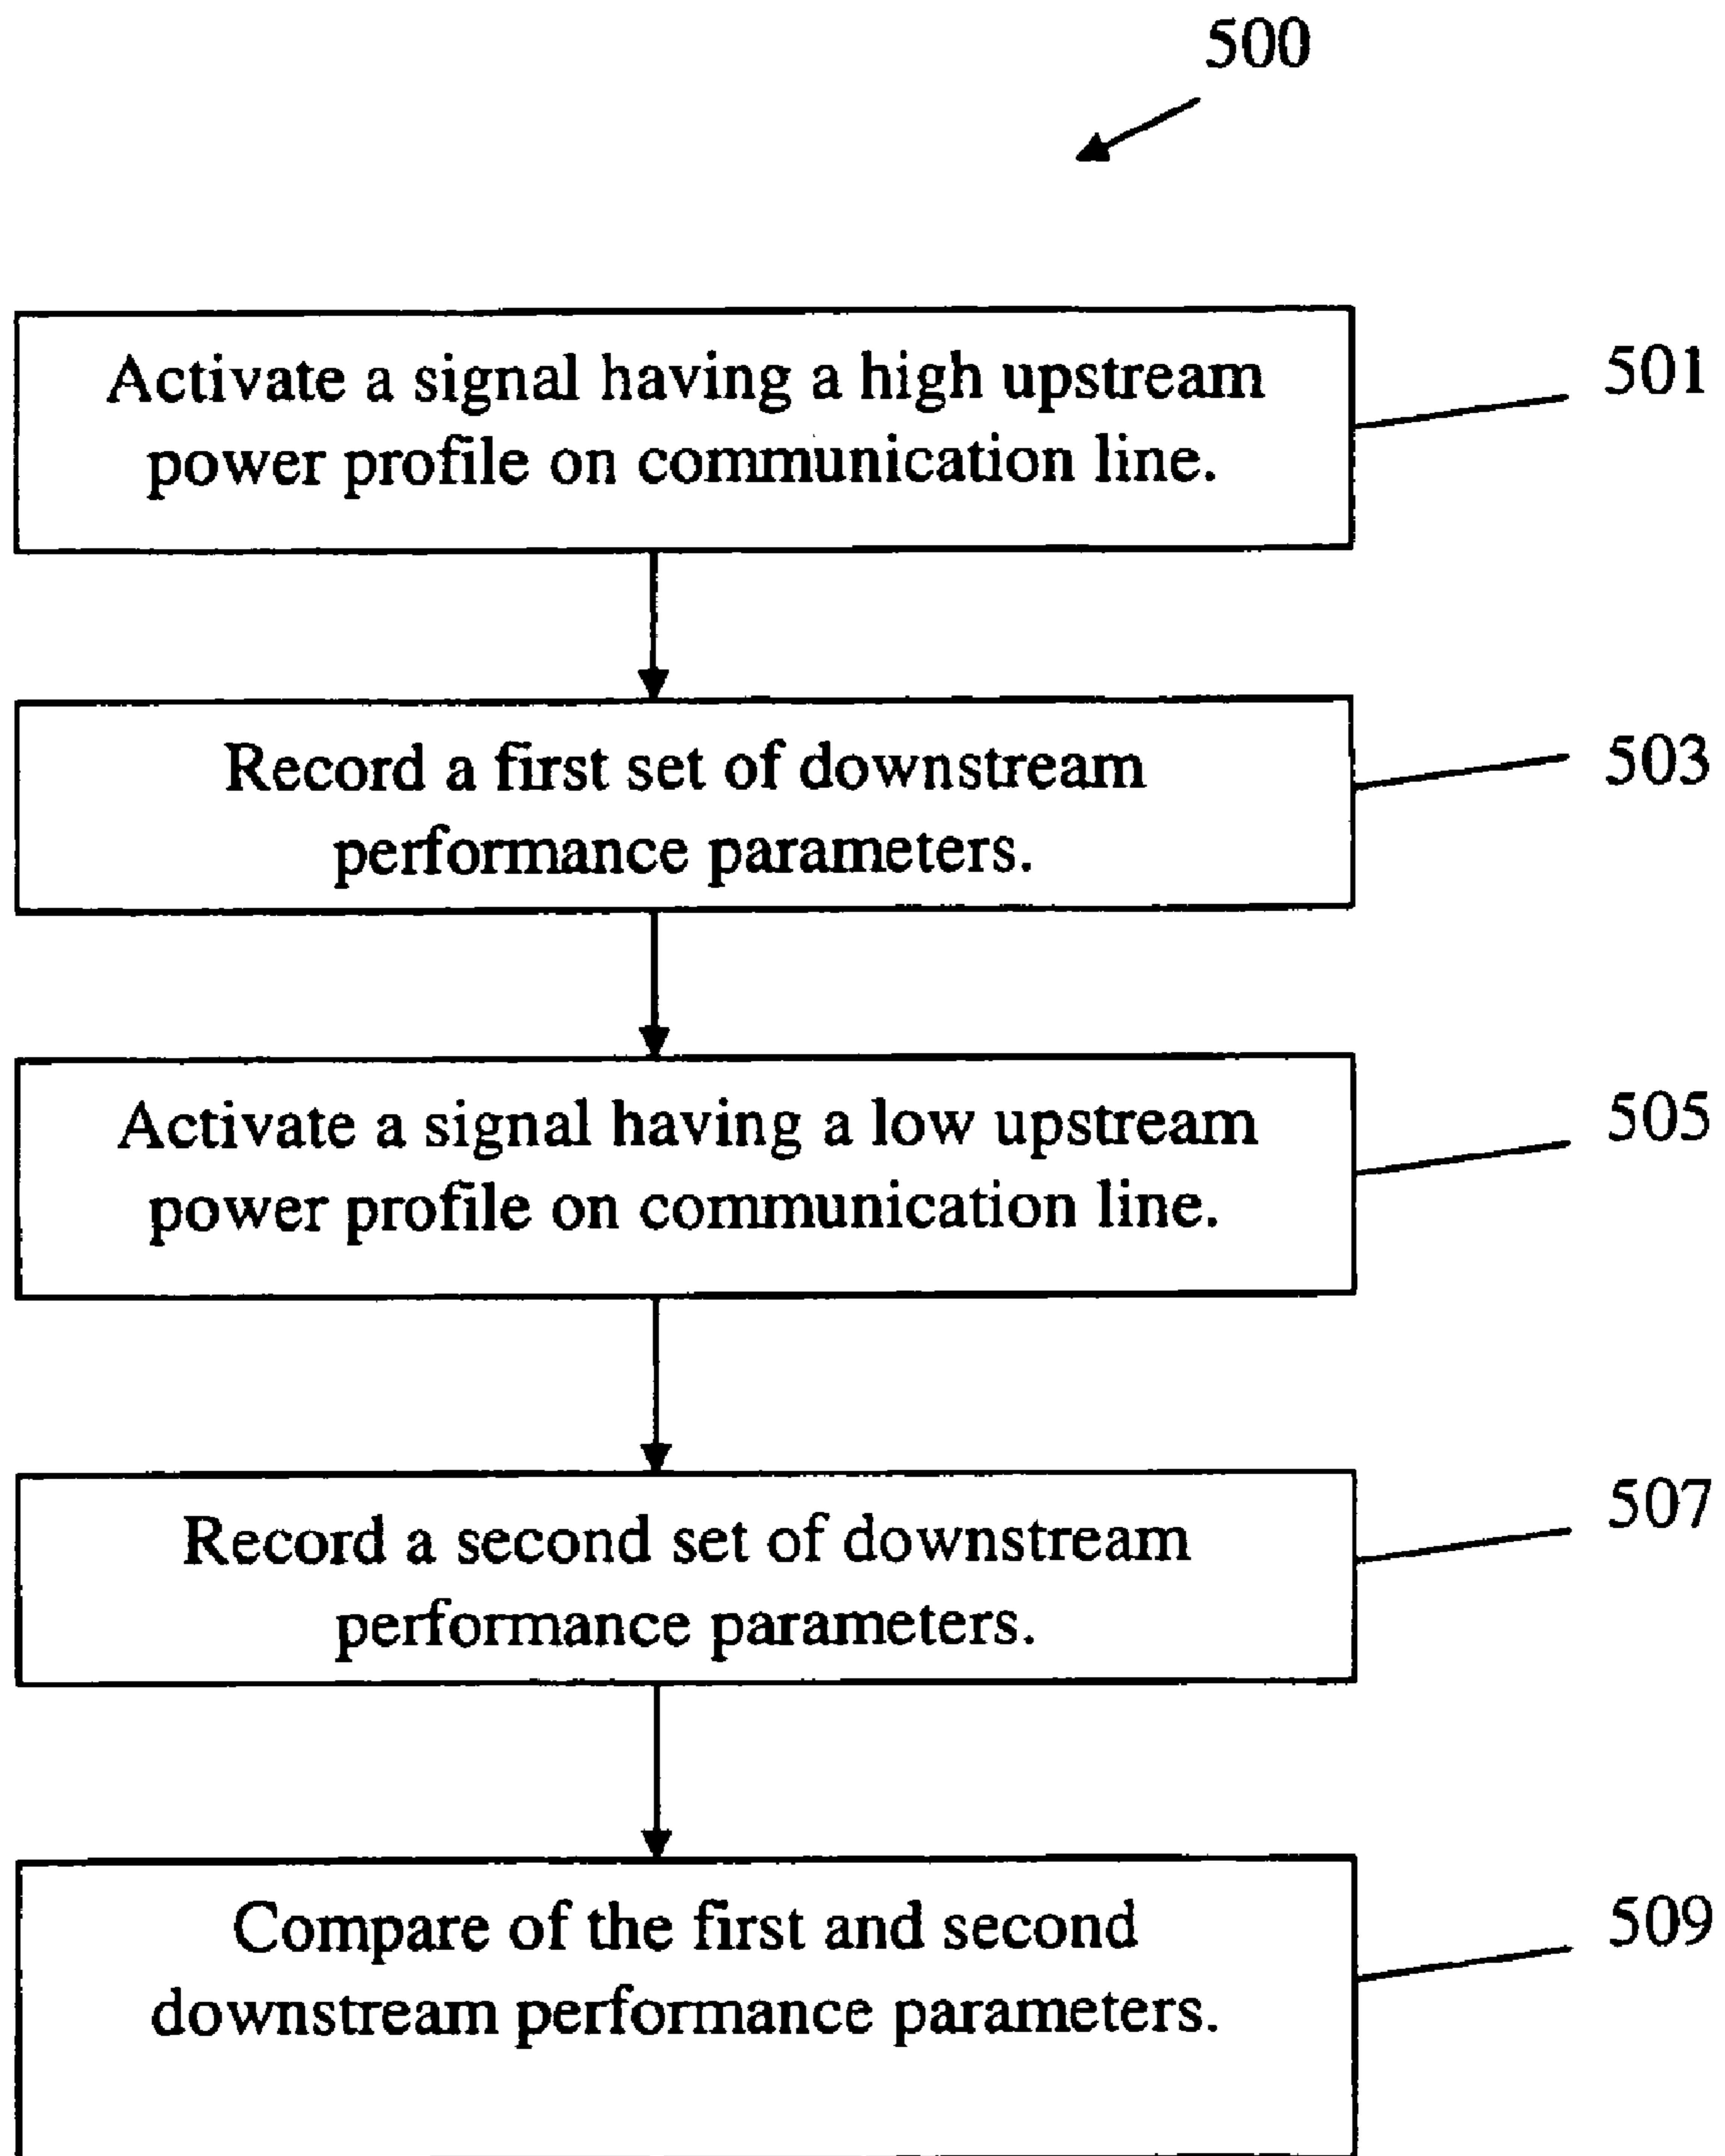 500
Activate a signal having a high upstream
power profile on communication line.
501
Record a first set of downstream
performance parameters.
503
Activate a signal having a low upstream
power profile on communication line.
505
Record a second set of downstream
performance parameters.
507
Compare of the first and second
downstream performance parameters.
509